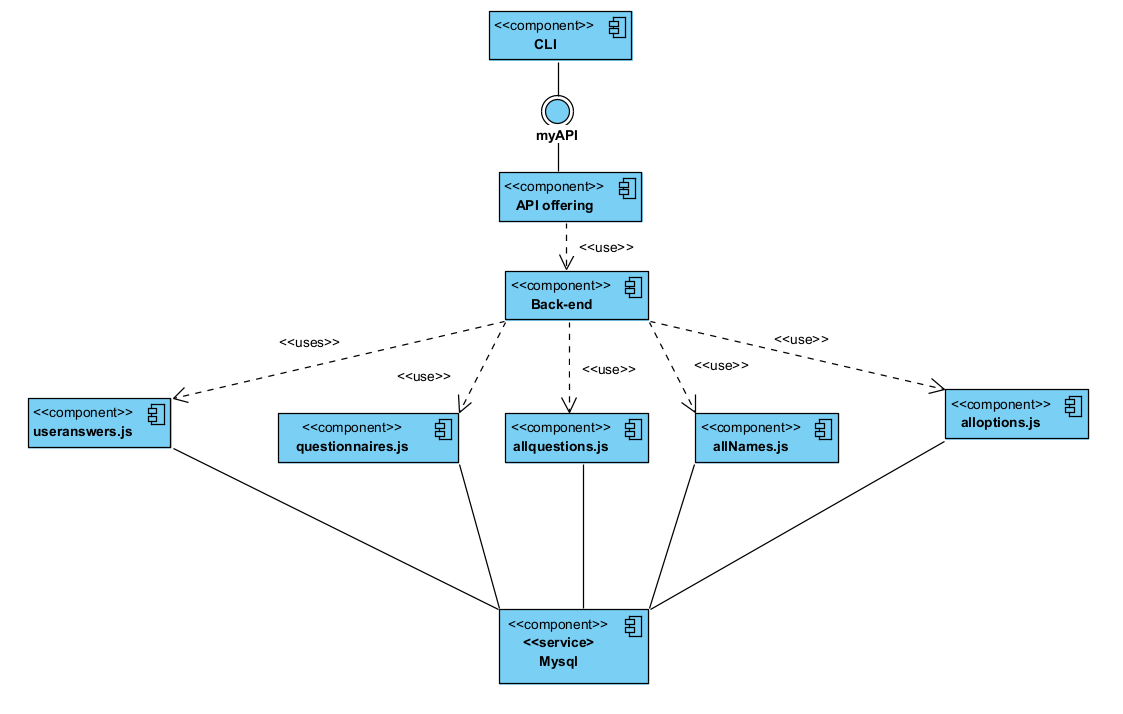 <<component>>
CLI
myAPI
<<component>>
API offering
<<use>>
<<component>>
Back-end
<<uses>>
<<use>>
<<use>>
<<use>>
<<use>>
<<component>>
useranswers.js
<<component>>
questionnaires.js
<<component>>
allquestions.js
<<component>>
allNames.js
<<component>>
alloptions.js
<<component>>
<<service>
Mysql